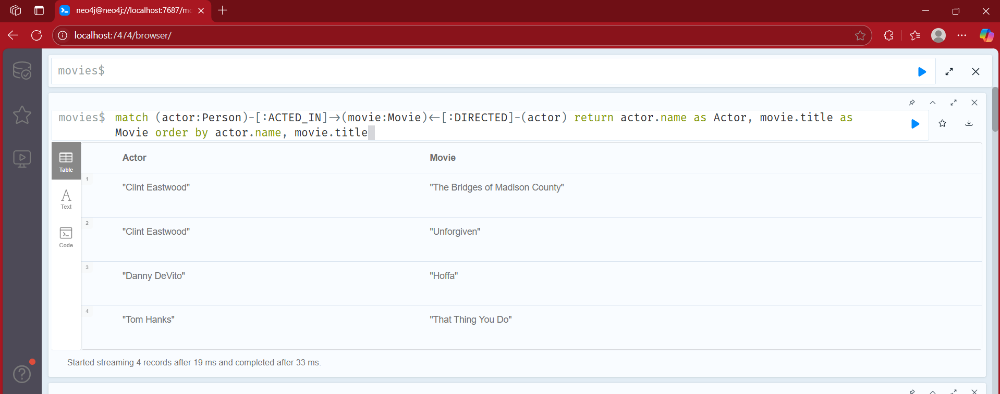 neo4j@neo4j://localhost:7687/mo
localhost:7474/browser/
movies$
movies$ match (actor:Person)-[:ACTED_IN]->(movie:Movie)<-[:DIRECTED]-(actor) return actor.name as Actor, movie.title as
Movie order by actor.name, movie.title
Table
Text
Code
Actor Movie
1
"Clint Eastwood" "The Bridges of Madison County"
2
"Clint Eastwood" "Unforgiven"
3
"Danny DeVito" "Hoffa"
4
"Tom Hanks" "That Thing You Do"
Started streaming 4 records after 19 ms and completed after 33 ms.